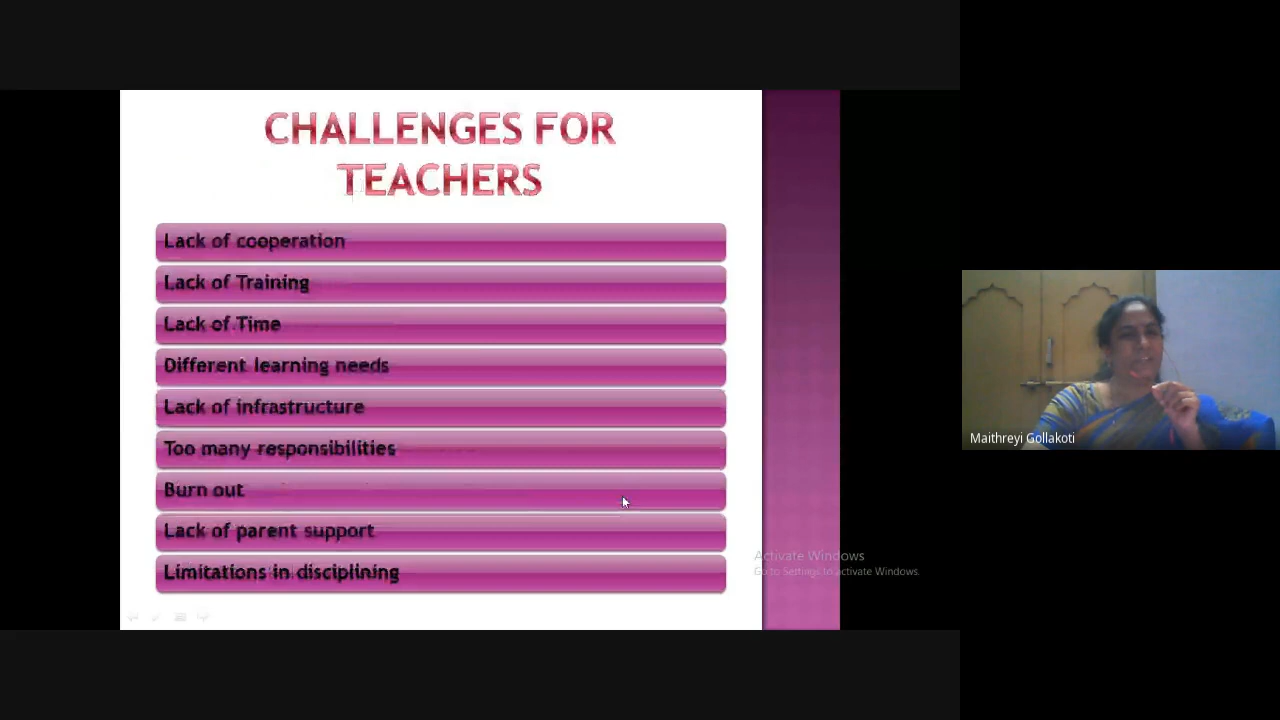 CHALLENGES FOR
TEACHERS
Lack of cooperation
Lack of Training
Lack of Time
Different learning needs
Lack of infrastructure
Too many responsibilities
Burn out
Lack of parent support
Limitations in disciplining
Maithreyi Gollakoti
Activate Windows
Go to Settings to activate Windows.